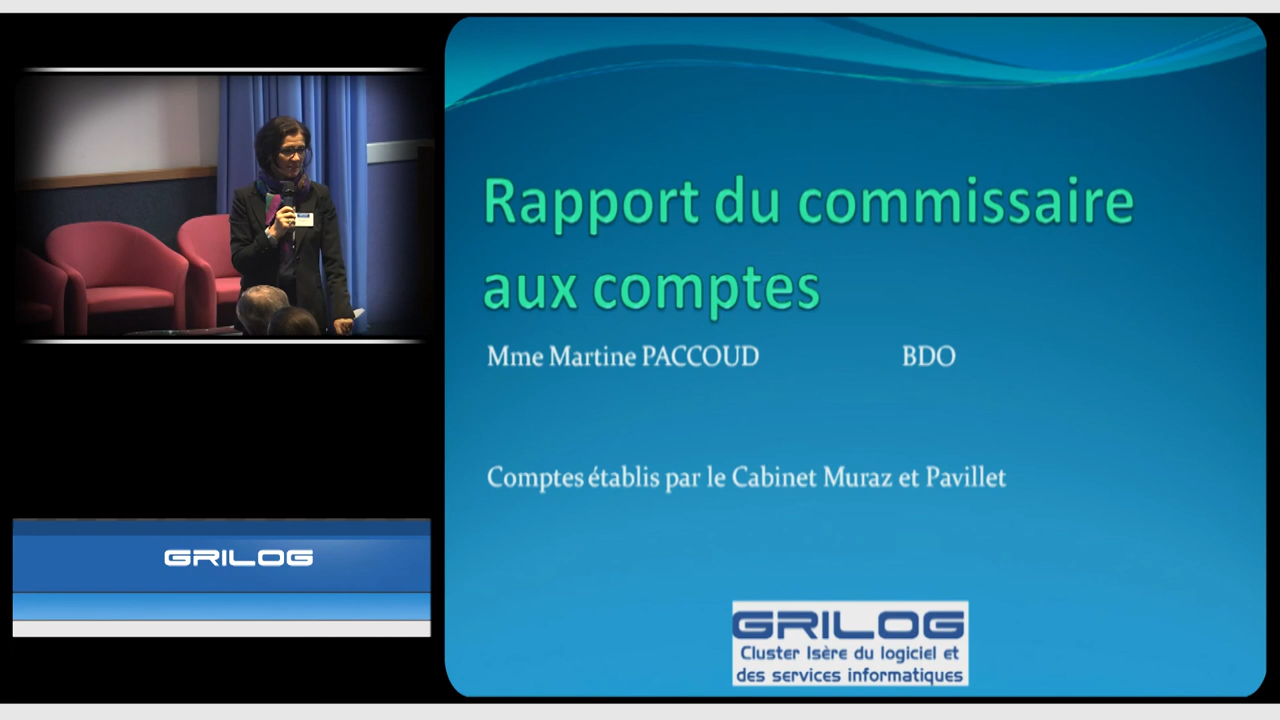 GRILOG
Rapport du commissaire
aux comptes
Mme Martine PACCOUD BDO
Comptes établis par le Cabinet Muraz et Pavillet
GRILOG
Cluster Isère du logiciel et
des services informatiques